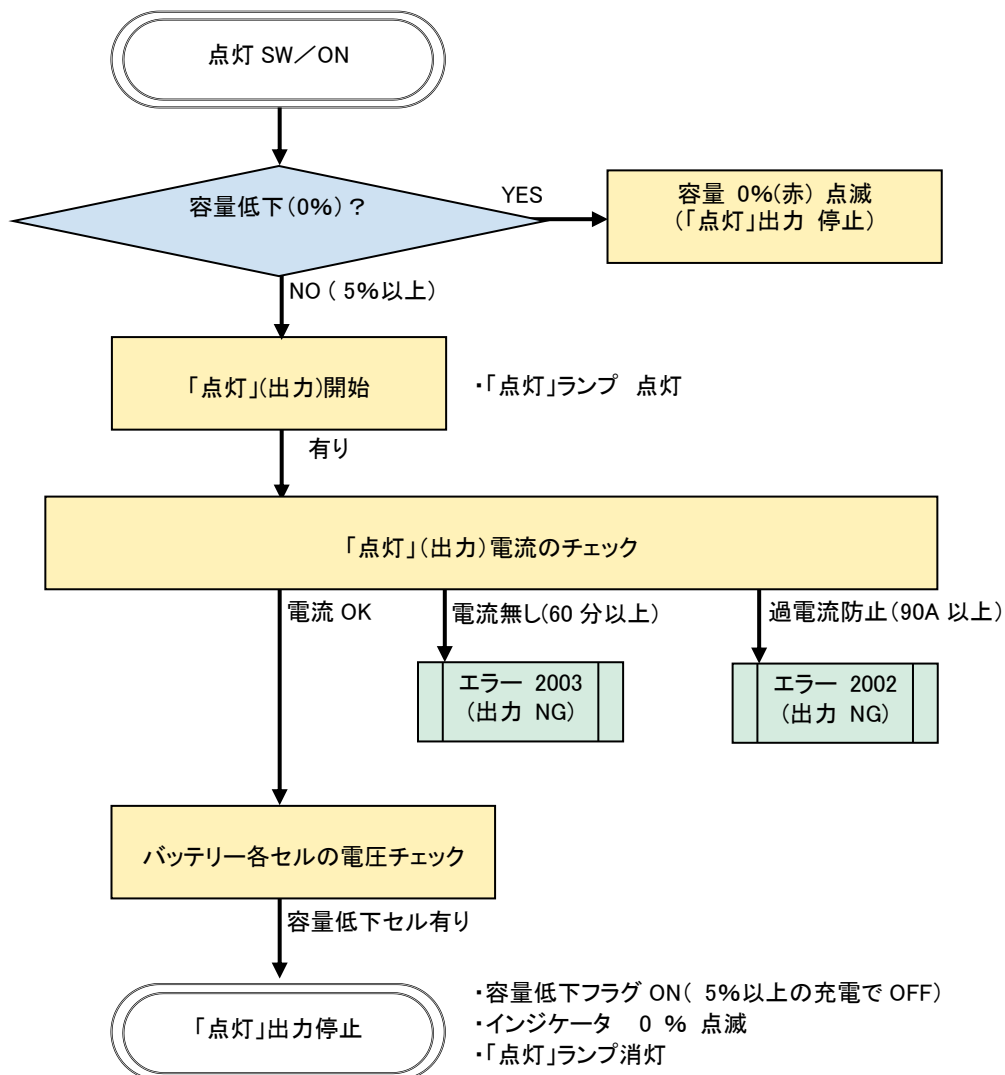 点灯 SW／ON
容量低下（0%）？
YES
容量 0%(赤) 点滅
（「点灯」出力 停止）
NO（ 5%以上）
「点灯」(出力)開始
・「点灯」ランプ　点灯
有り
「点灯」（出力）電流のチェック
電流 OK
電流無し(60 分以上）
過電流防止(90A 以上）
エラー 2003
（出力 NG）
エラー 2002
（出力 NG）
バッテリー各セルの電圧チェック
容量低下セル有り
「点灯」出力停止
・容量低下フラグ ON（ 5%以上の充電で OFF）
・インジケータ　0 % 点滅
・「点灯」ランプ消灯